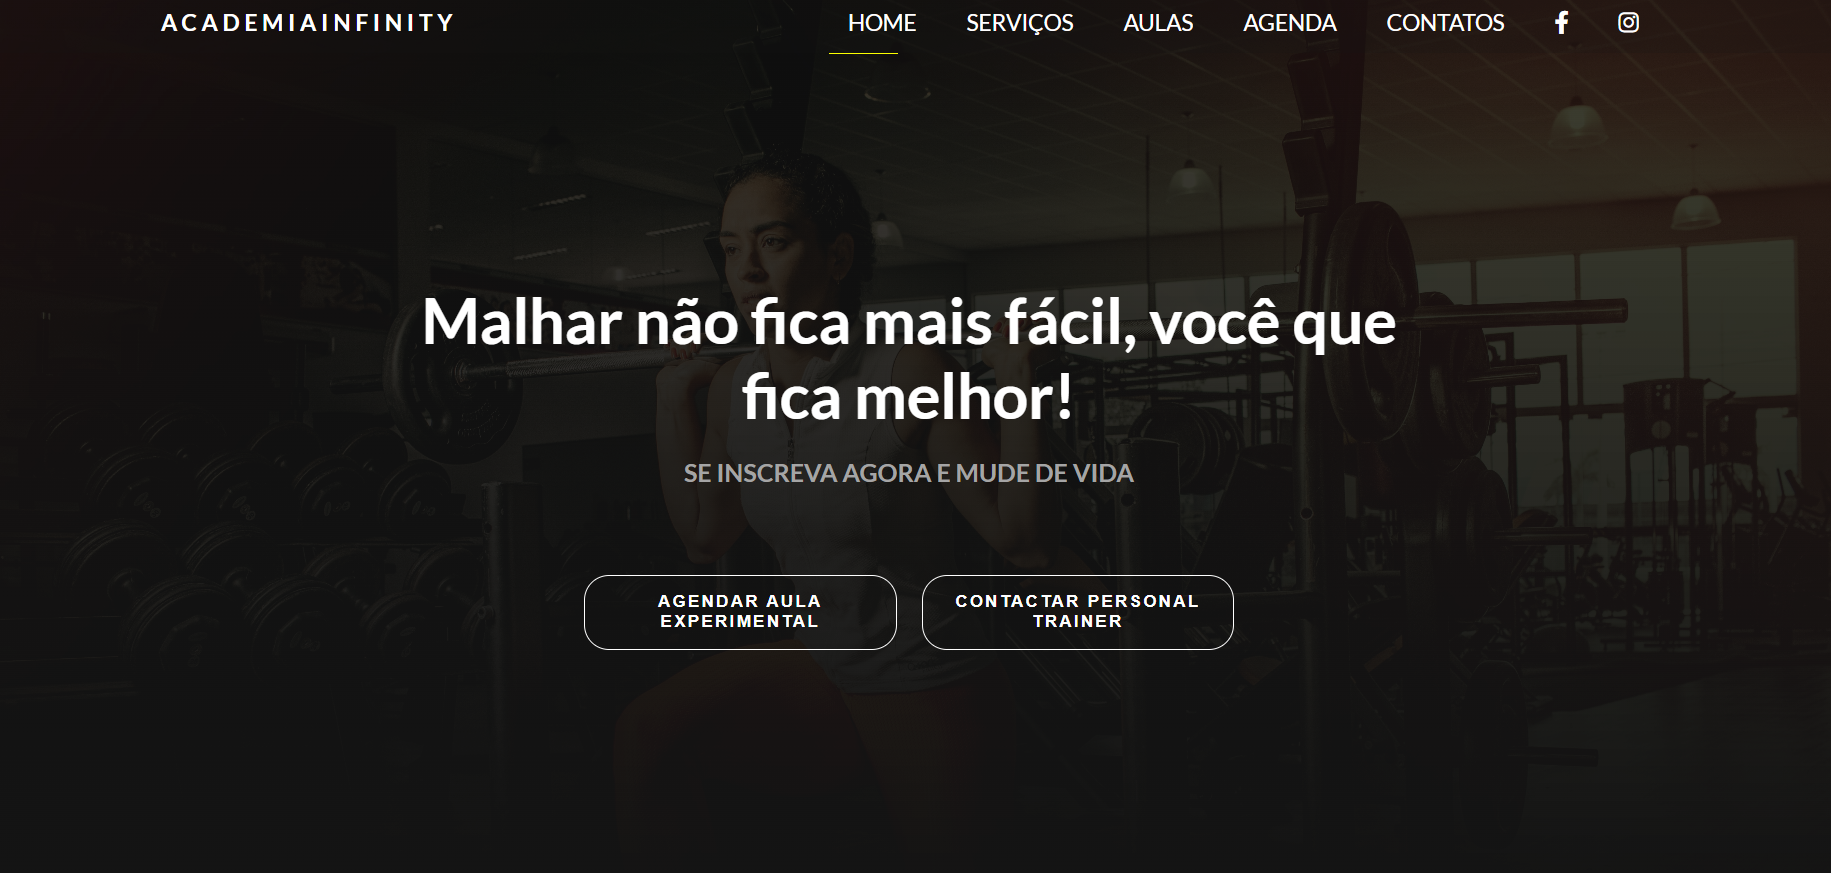 ACADEMIAINFINITY
HOME SERVIÇOS AULAS AGENDA CONTATOS
Malhar não fica mais fácil, você que
fica melhor!
SE INSCREVA AGORA E MUDE DE VIDA
AGENDAR AULA
EXPERIMENTAL
CONTACTAR PERSONAL
TRAINER